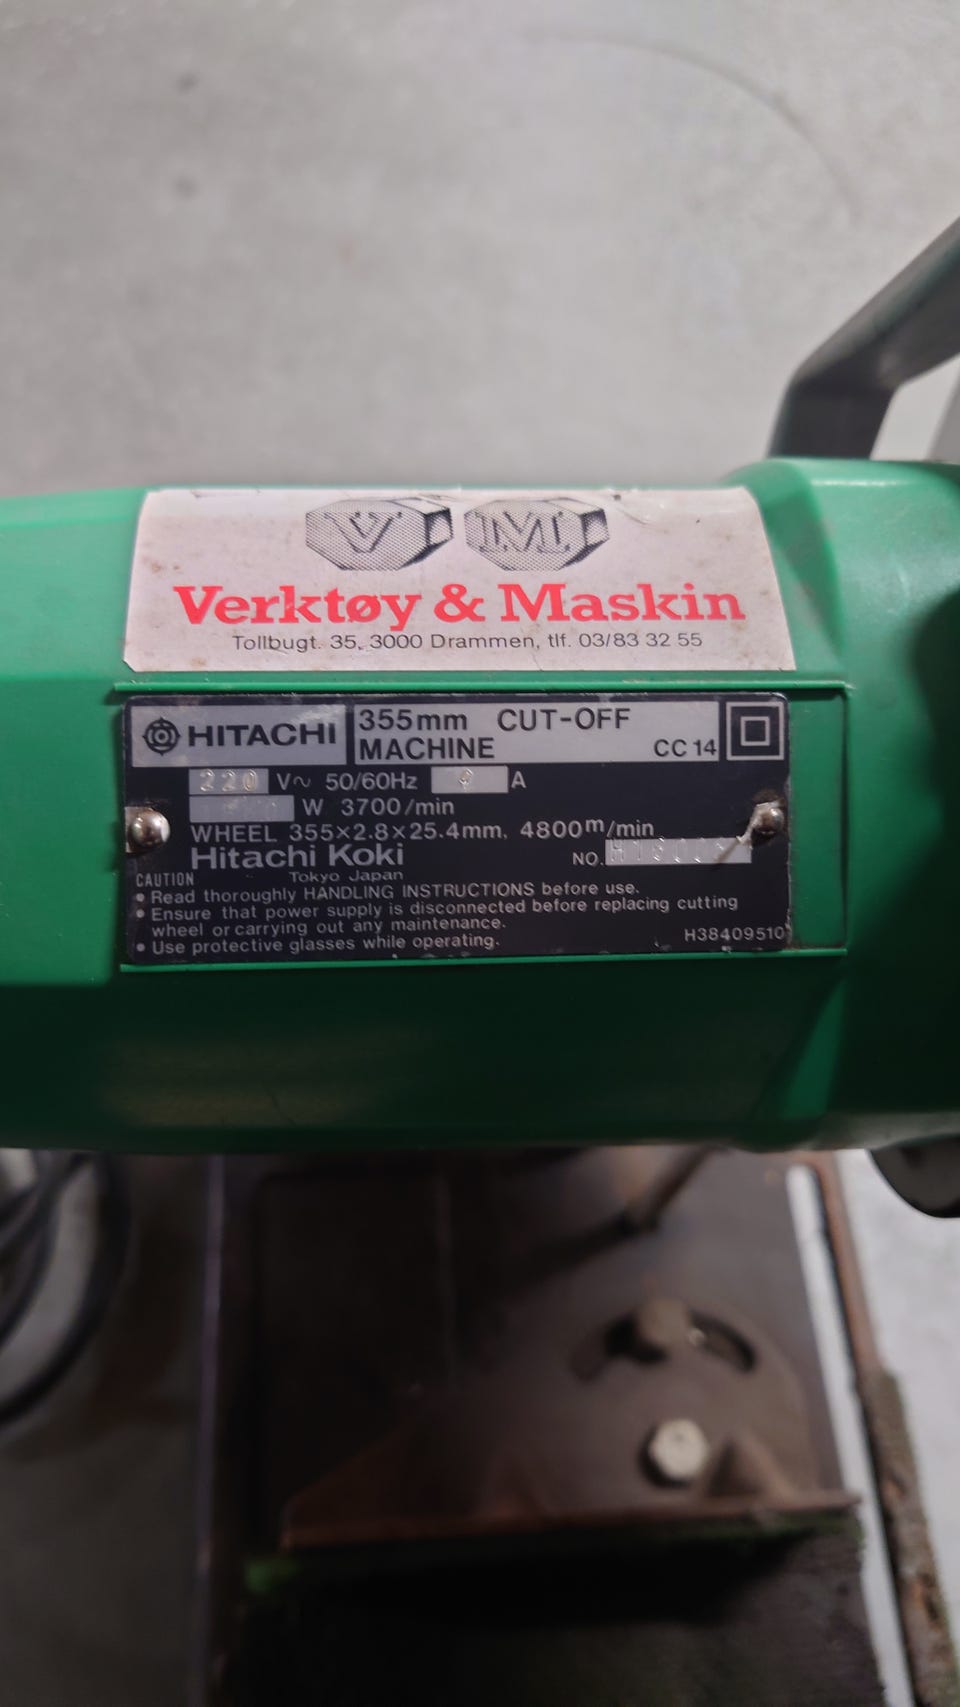 V M
Verktøy & Maskin
Tollbugt. 35, 3000 Drammen, tlf. 03/83 32 55
HITACHI 355mm CUT-OFF
MACHINE CC 14
220 V~ 50/60Hz 9 A
W 3700/min
WHEEL 355×2.8×25.4mm, 4800m/min
Hitachi Koki NO.
Tokyo Japan
CAUTION
• Read thoroughly HANDLING INSTRUCTIONS before use.
• Ensure that power supply is disconnected before replacing cutting
wheel or carrying out any maintenance.
• Use protective glasses while operating.
H38409510